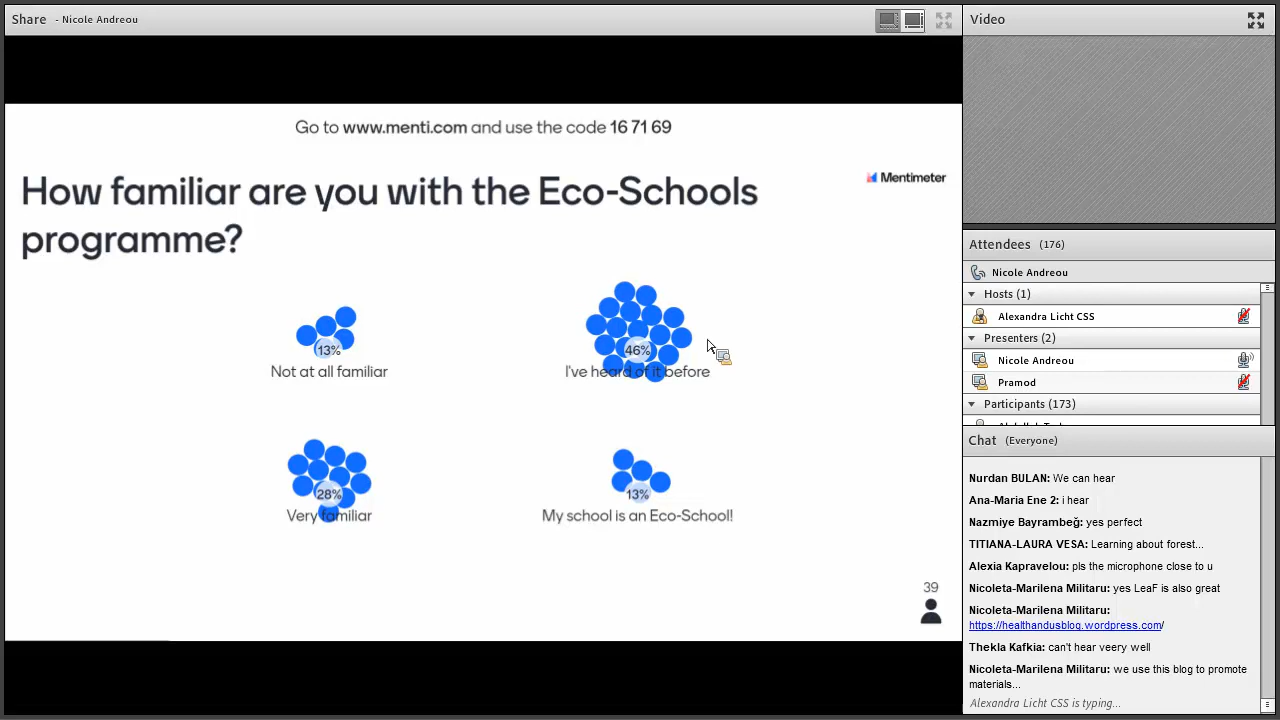 Share - Nicole Andreou
Go to www.menti.com and use the code 16 71 69
How familiar are you with the Eco-Schools
programme?
Mentimeter
13%
Not at all familiar
46%
I've heard of it before
28%
Very familiar
13%
My school is an Eco-School!
39
Video
Attendees (176)
Nicole Andreou
Hosts (1)
Alexandra Licht CSS
Presenters (2)
Nicole Andreou
Pramod
Participants (173)
Chat (Everyone)
Nurdan BULAN: We can hear
Ana-Maria Ene 2: i hear
Nazmiye Bayrambeğ: yes perfect
TITIANA-LAURA VESA: Learning about forest...
Alexia Kapravelou: pls the microphone close to u
Nicoleta-Marilena Militaru: yes LeaF is also great
Nicoleta-Marilena Militaru:
https://healthandusblog.wordpress.com/
Thekla Kafkia: can't hear veery well
Nicoleta-Marilena Militaru: we use this blog to promote
materials...
Alexandra Licht CSS is typing...